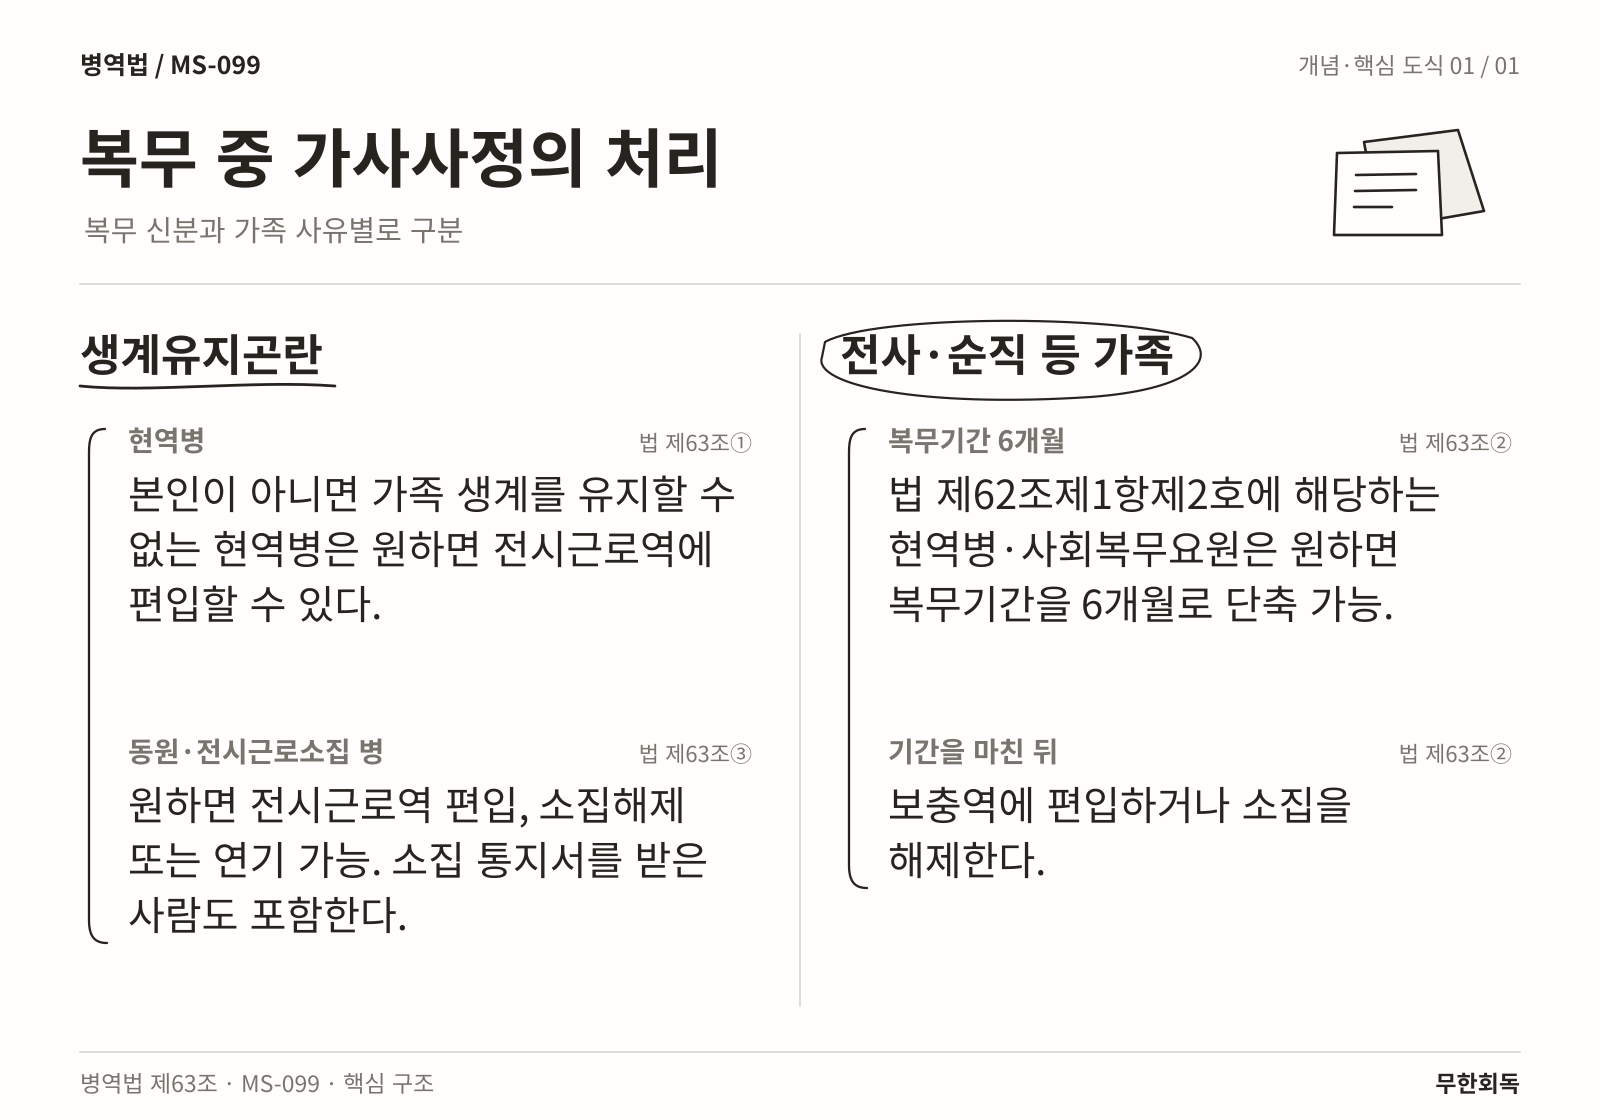 병역법 / MS-099
개념·핵심 도식 01 / 01
복무 중 가사사정의 처리
복무 신분과 가족 사유별로 구분
생계유지곤란
현역병
법 제63조①
본인이 아니면 가족 생계를 유지할 수
없는 현역병은 원하면 전시근로역에
편입할 수 있다.
동원·전시근로소집 병
법 제63조③
원하면 전시근로역 편입, 소집해제
또는 연기 가능. 소집 통지서를 받은
사람도 포함한다.
전사·순직 등 가족
복무기간 6개월
법 제63조②
법 제62조제1항제2호에 해당하는
현역병·사회복무요원은 원하면
복무기간을 6개월로 단축 가능.
기간을 마친 뒤
법 제63조②
보충역에 편입하거나 소집을
해제한다.
병역법 제63조 · MS-099 · 핵심 구조
무한회독